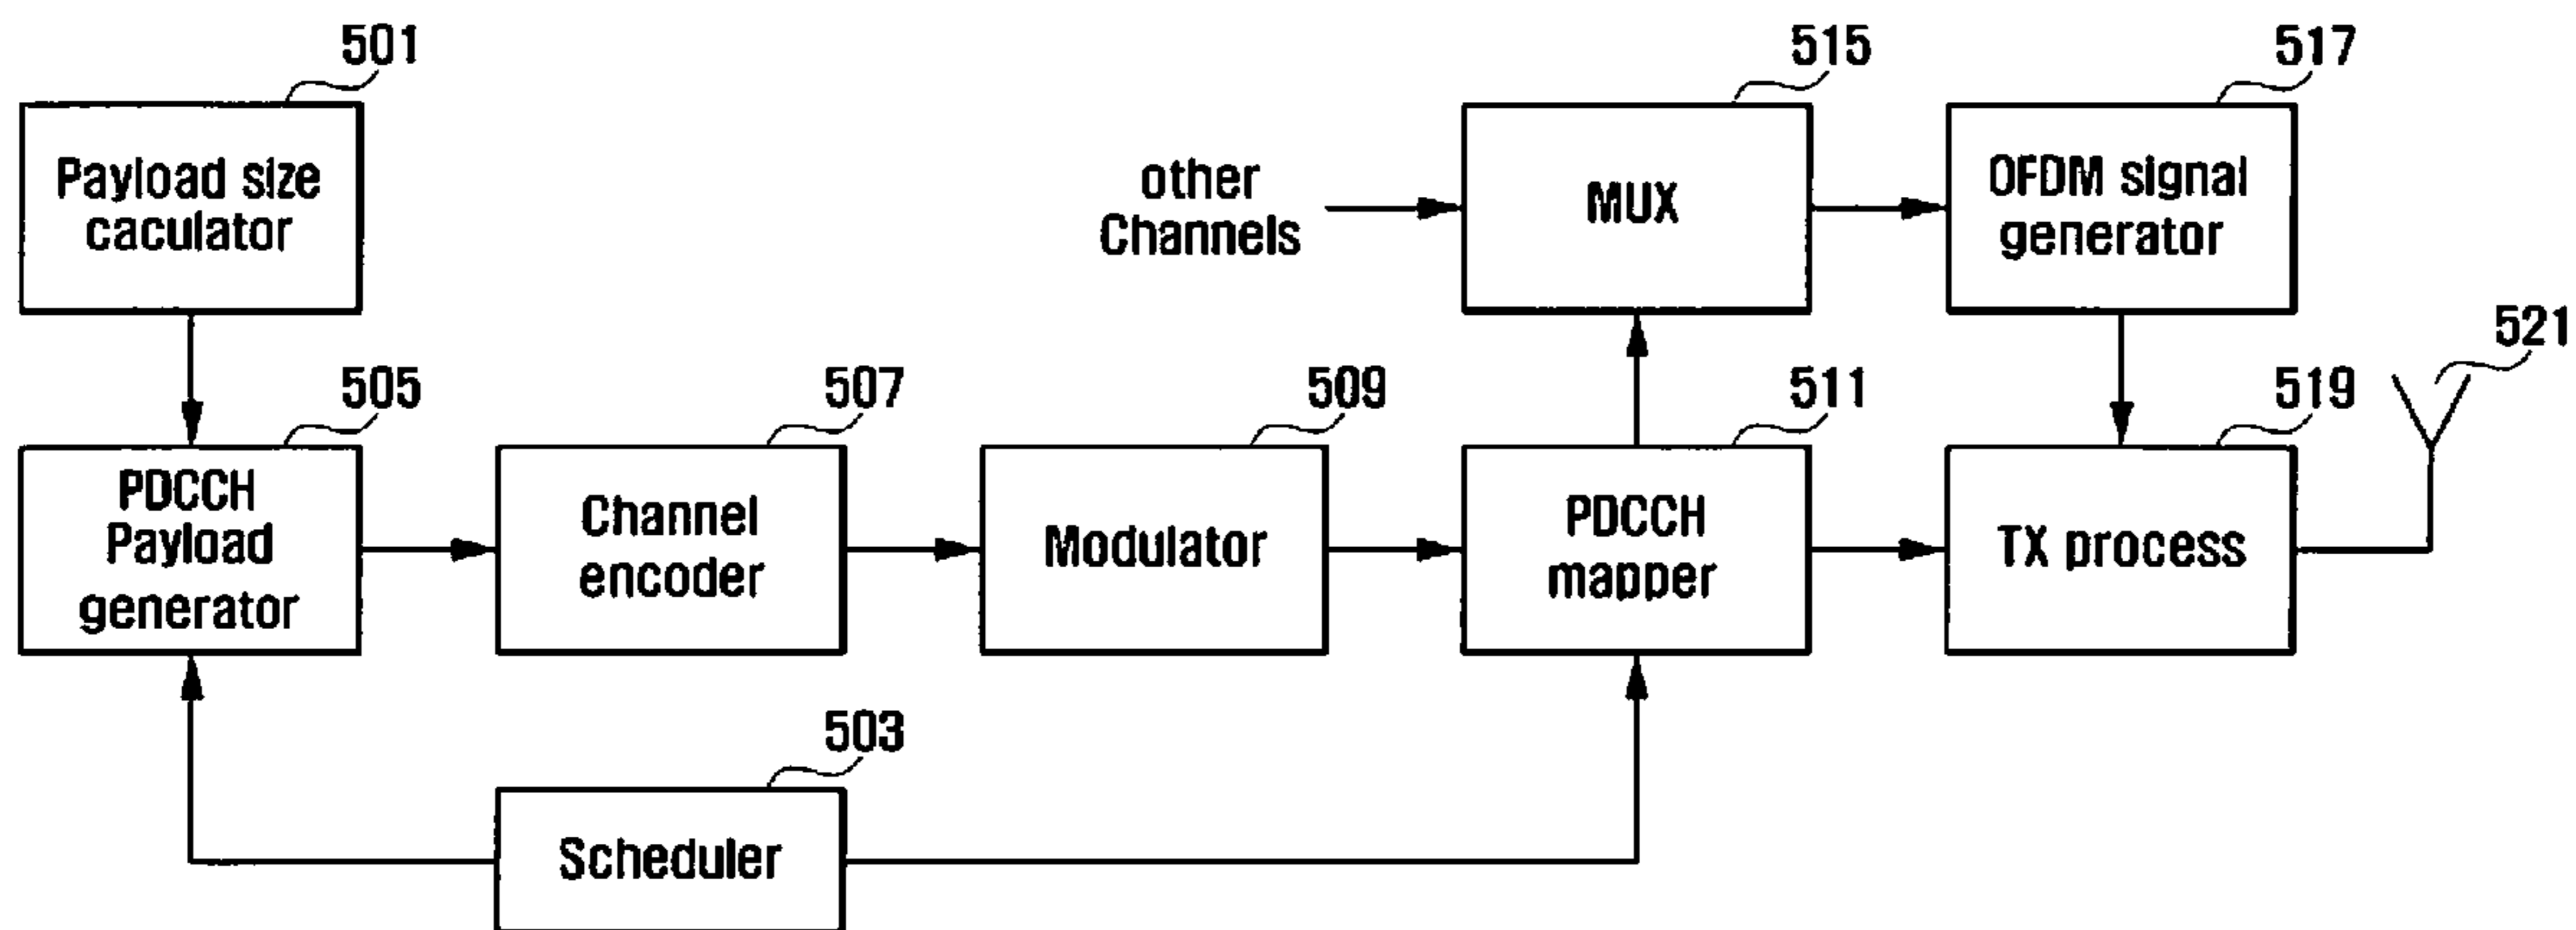 501
Payload size
caculator
other
Channels
515
MUX
517
OFDM signal
generator
505
PDCCH
Payload
generator
507
Channel
encoder
509
Modulator
511
PDCCH
mapper
519
TX process
521
503
Scheduler